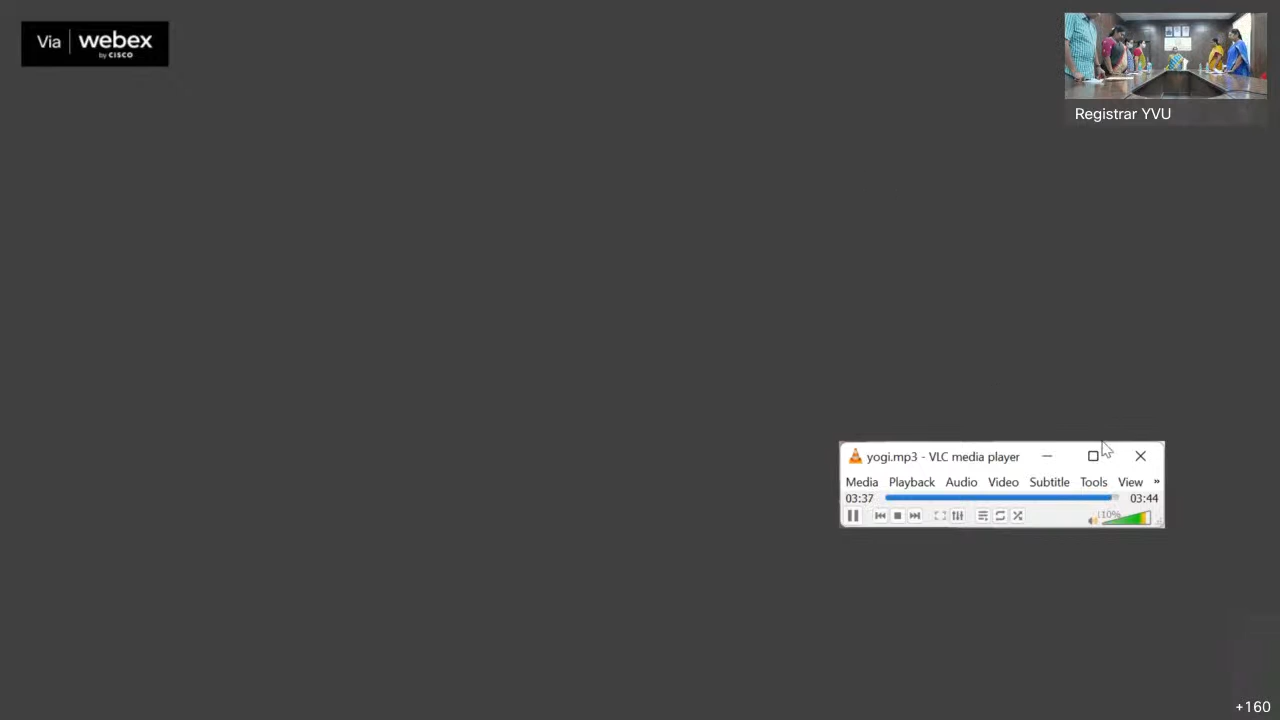 Via webex
by CISCO
Registrar YVU
yogi.mp3 - VLC media player
Media Playback Audio Video Subtitle Tools View »
03:37 03:44
110%
+160